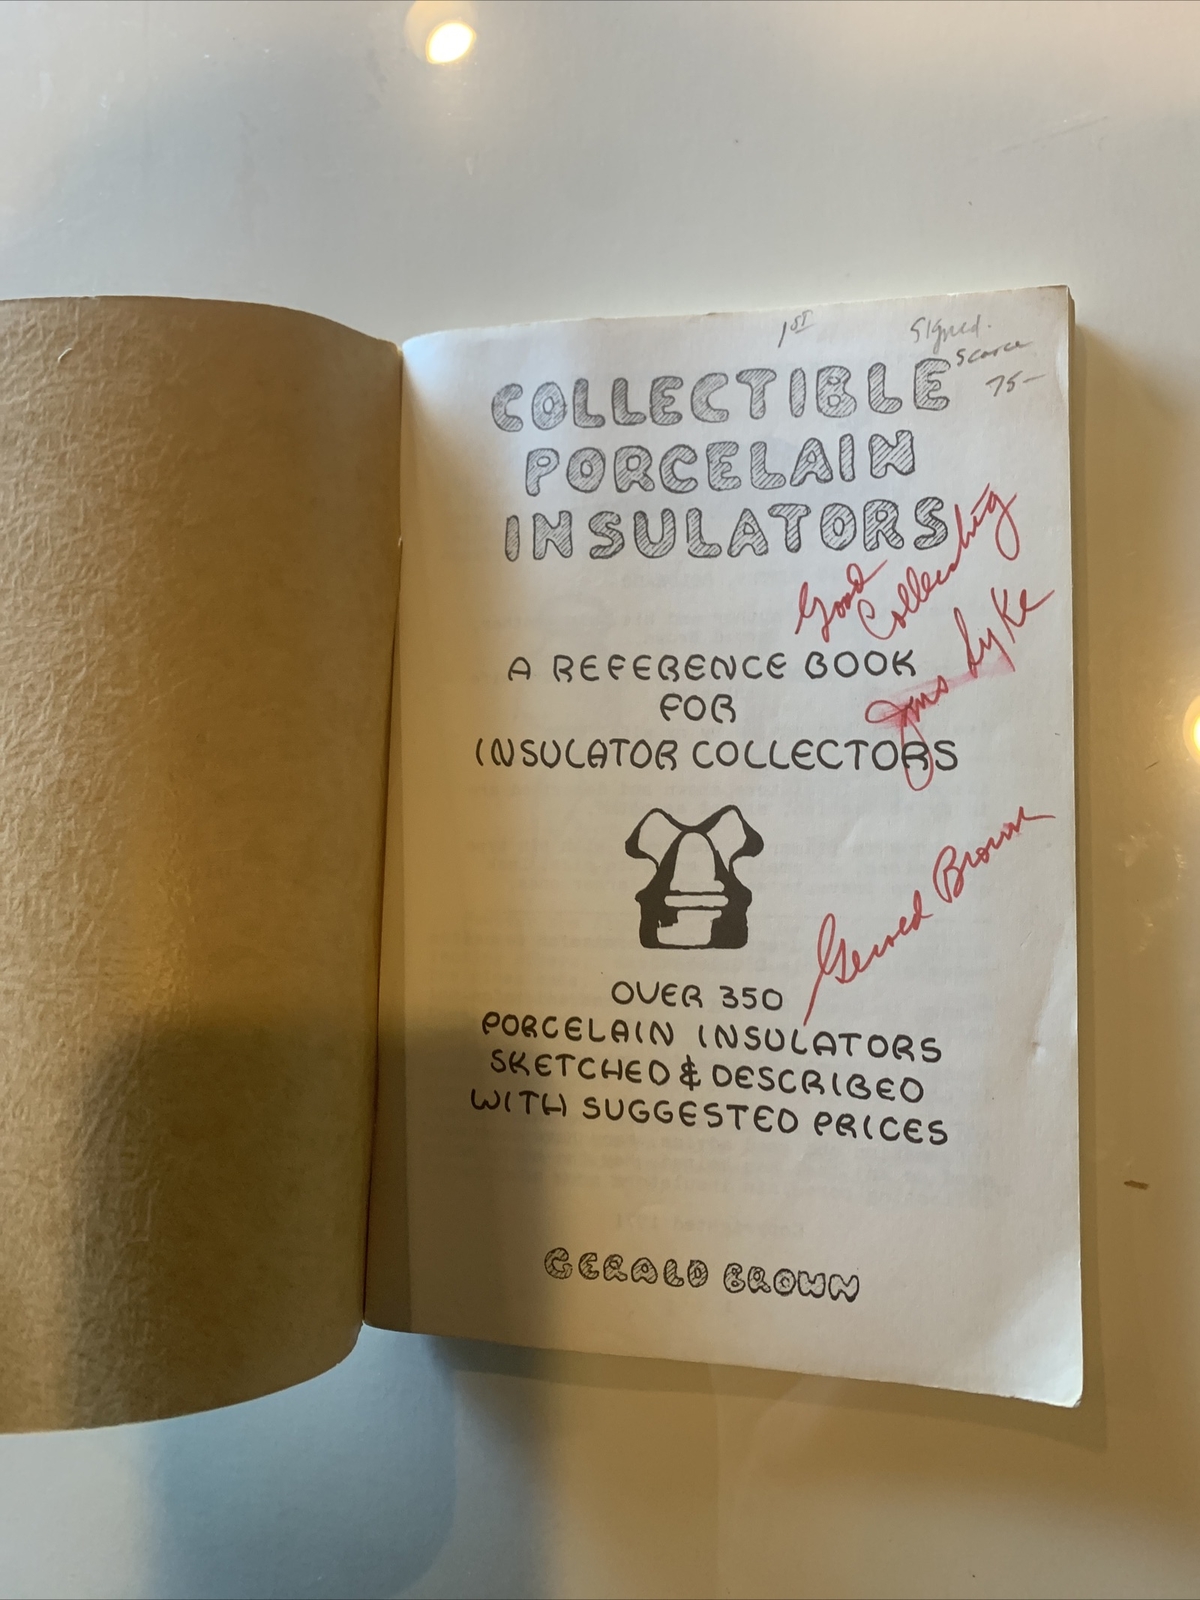 1ST
Signed.
Scarce
75-
COLLECTIBLE
PORCELAIN
INSULATORS
Good
Collecting
Syke
A REFERENCE BOOK
FOR
INSULATOR COLLECTORS
Gerald Brown
OVER 350
PORCELAIN INSULATORS
SKETCHED & DESCRIBED
WITH SUGGESTED PRICES
GERALD BROWN